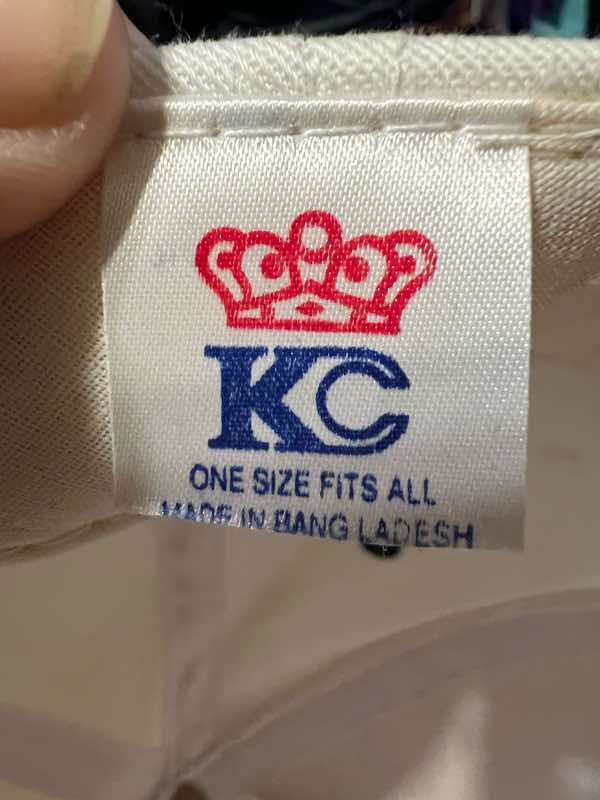 KC
ONE SIZE FITS ALL
MADE IN BANG LADESH